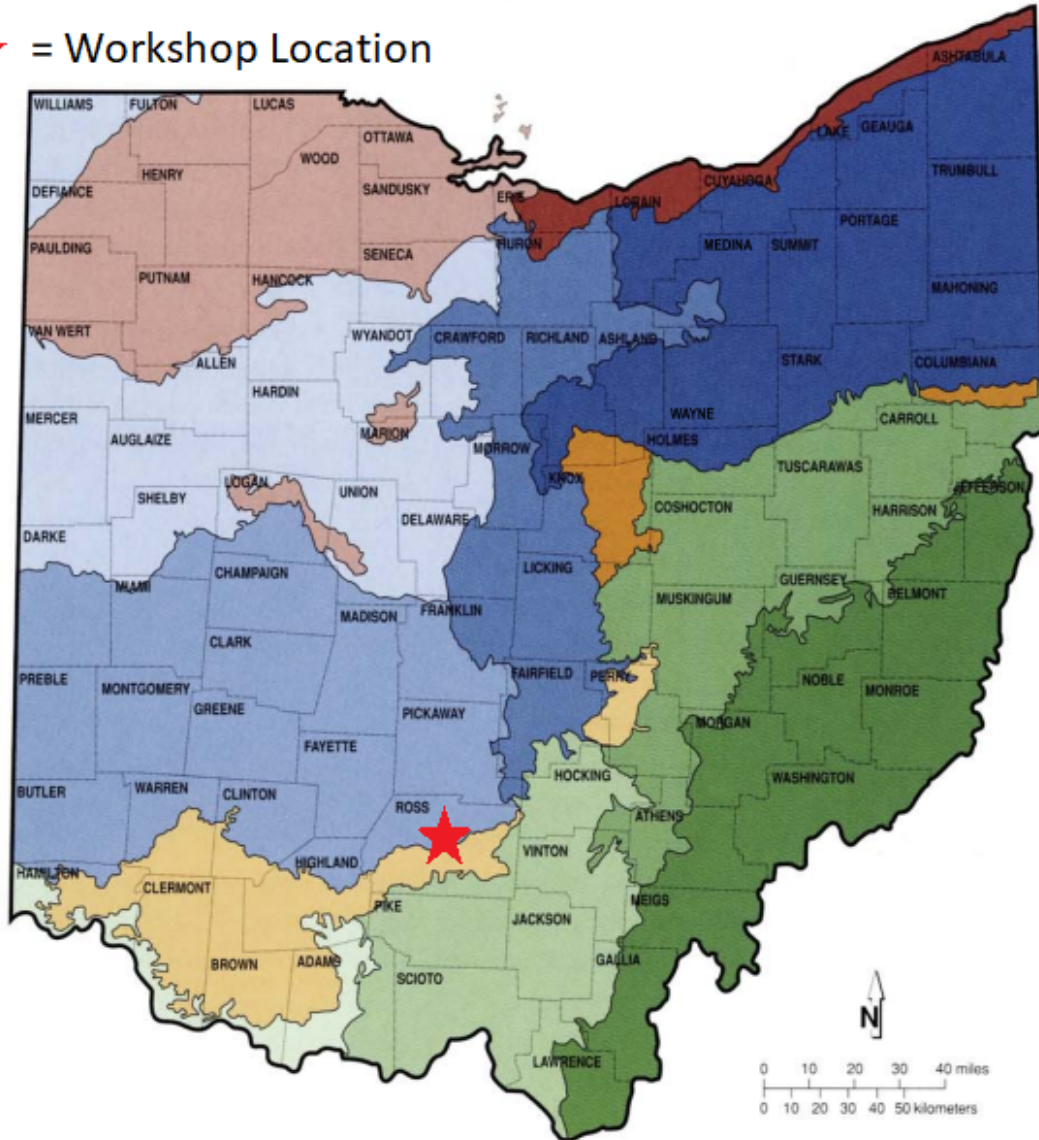 = Workshop Location
ASHTABULA
WILLIAMS
FULTON
LUCAS
OTTAWA
LAKE
GEAUGA
WOOD
HENRY
SANDUSKY
ERIE
CUYAHOGA
LORAIN
TRUMBULL
DEFIANCE
PORTAGE
PAULDING
SENECA
HURON
MEDINA
SUMMIT
PUTNAM
HANCOCK
MAHONING
VAN WERT
WYANDOT
CRAWFORD
RICHLAND
ASHLAND
ALLEN
STARK
COLUMBIANA
HARDIN
MERCER
WAYNE
CARROLL
AUGLAIZE
MARION
HOLMES
MORROW
TUSCARAWAS
KNOX
LOGAN
UNION
JEFFERSON
SHELBY
COSHOCTON
HARRISON
DELAWARE
DARKE
LICKING
CHAMPAIGN
GUERNSEY
MIAMI
BELMONT
MUSKINGUM
FRANKLIN
MADISON
CLARK
FAIRFIELD
PERRY
PREBLE
NOBLE
MONROE
MONTGOMERY
GREENE
PICKAWAY
MORGAN
FAYETTE
HOCKING
WASHINGTON
BUTLER
WARREN
CLINTON
ROSS
ATHENS
VINTON
HIGHLAND
HAMILTON
CLERMONT
MEIGS
PIKE
JACKSON
BROWN
ADAMS
GALLIA
SCIOTO
N
LAWRENCE
0 10 20 30 40 miles
0 10 20 30 40 50 kilometers